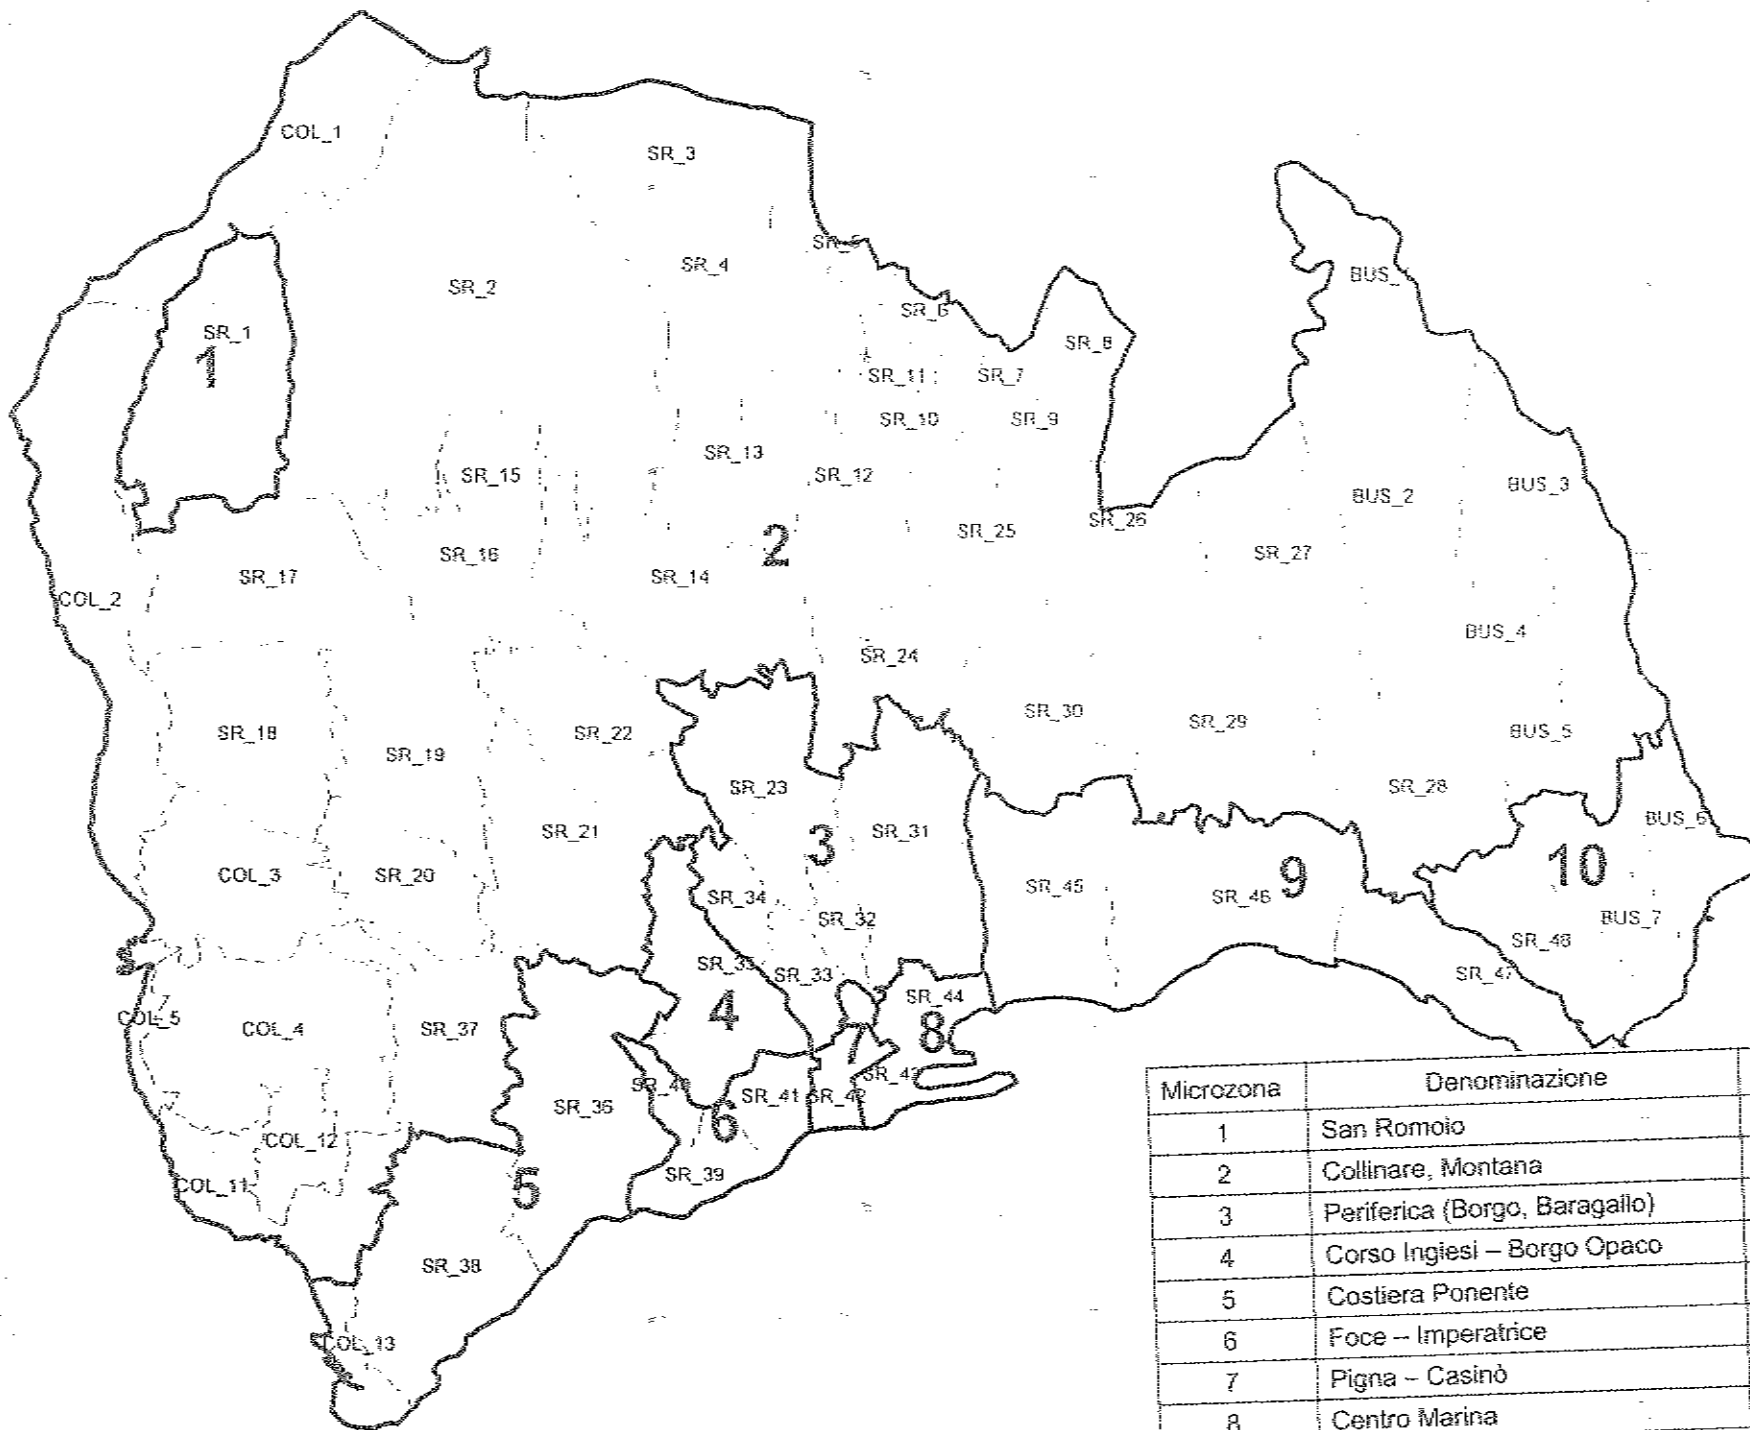 COL_1
SR_3
SR_5
SR_4
BUS_
SR_2
SR_6
SR_1
1
SR_8
SR_11
SR_7
SR_10
SR_9
SR_13
SR_12
SR_15
BUS_3
BUS_2
SR_26
SR_25
2
SR_16
SR_27
SR_17
SR_14
COL_2
BUS_4
SR_24
SR_30
SR_29
SR_18
SR_22
BUS_5
SR_19
SR_23
SR_28
BUS_6
SR_21
SR_31
3
10
COL_3
SR_20
9
SR_45
SR_46
SR_34
SR_32
BUS_7
SR_48
SR_35
SR_33
SR_47
SR_44
4
COL_5
COL_4
SR_37
8
7
SR_43
SR_40
SR_41
SR_42
SR_36
6
COL_12
SR_39
COL_11
5
SR_38
COL_13
Microzona Denominazione
1 San Romolo
2 Collinare, Montana
3 Periferica (Borgo, Baragallo)
4 Corso Inglesi – Borgo Opaco
5 Costiera Ponente
6 Foce – Imperatrice
7 Pigna – Casinò
8 Centro Marina